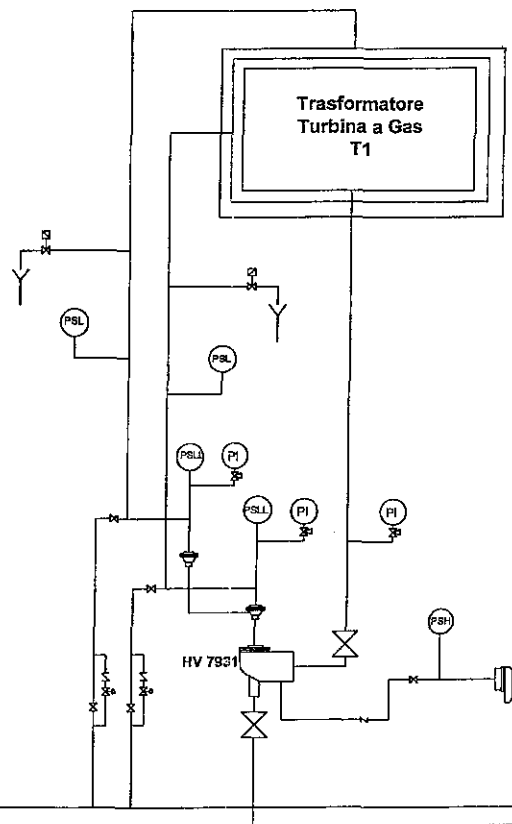 Trasformatore
Turbina a Gas
T1
PSL
PSL
PSLL
PI
PSLL
PI
PI
HV 7931
PSH